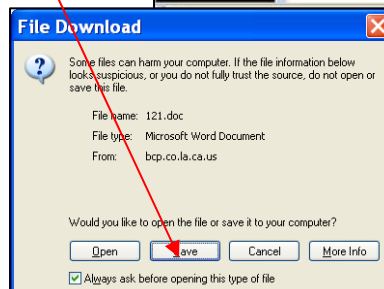 File Download
Some files can harm your computer. If the file information below
looks suspicious, or you do not fully trust the source, do not open or
save this file.
File name: 121.doc
File type: Microsoft Word Document
From: bcp.co.la.ca.us
Would you like to open the file or save it to your computer?
Open Save Cancel More Info
Always ask before opening this type of file